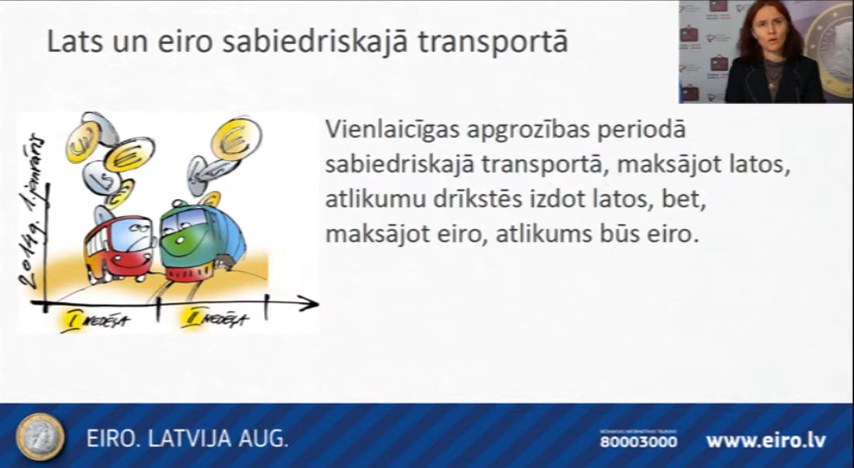 Lats un eiro sabiedriskajā transportā
Vienlaicīgas apgrozības periodā
sabiedriskajā transportā, maksājot latos,
atlikumu drīkstēs izdot latos, bet,
maksājot eiro, atlikums būs eiro.
2014g. 1. janvāris
I NEDĒĻA
II NEDĒĻA
EIRO. LATVIJA AUG.
80003000
www.eiro.lv